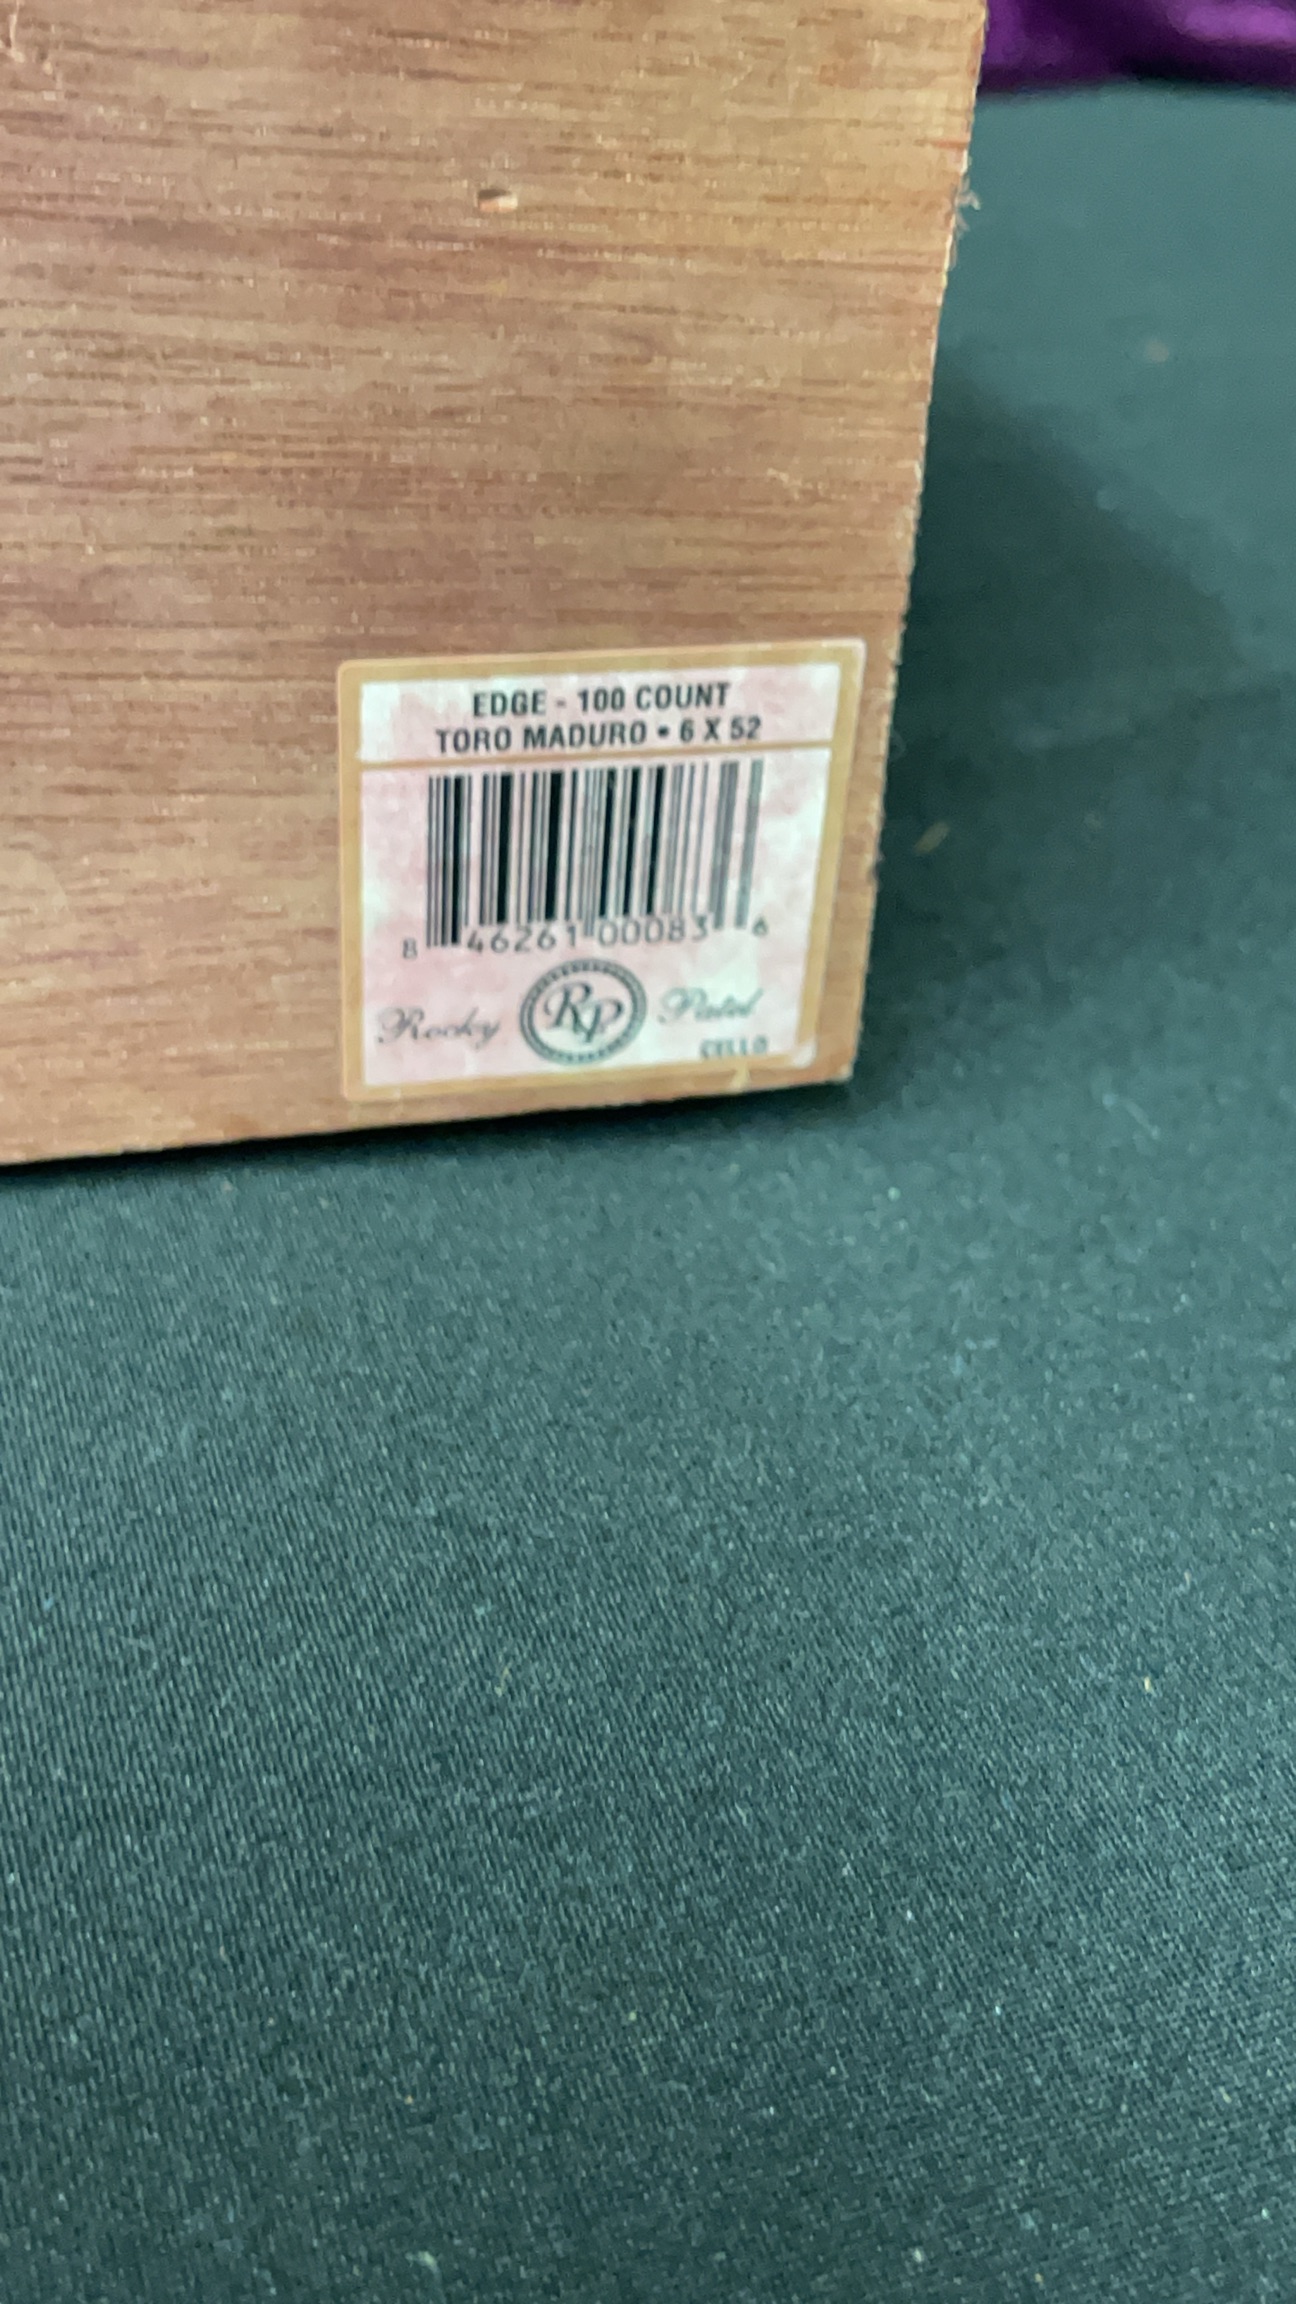 EDGE - 100 COUNT
TORO MADURO • 6 X 52
8 46261 00083 6
Rocky RP Patel
CELLO